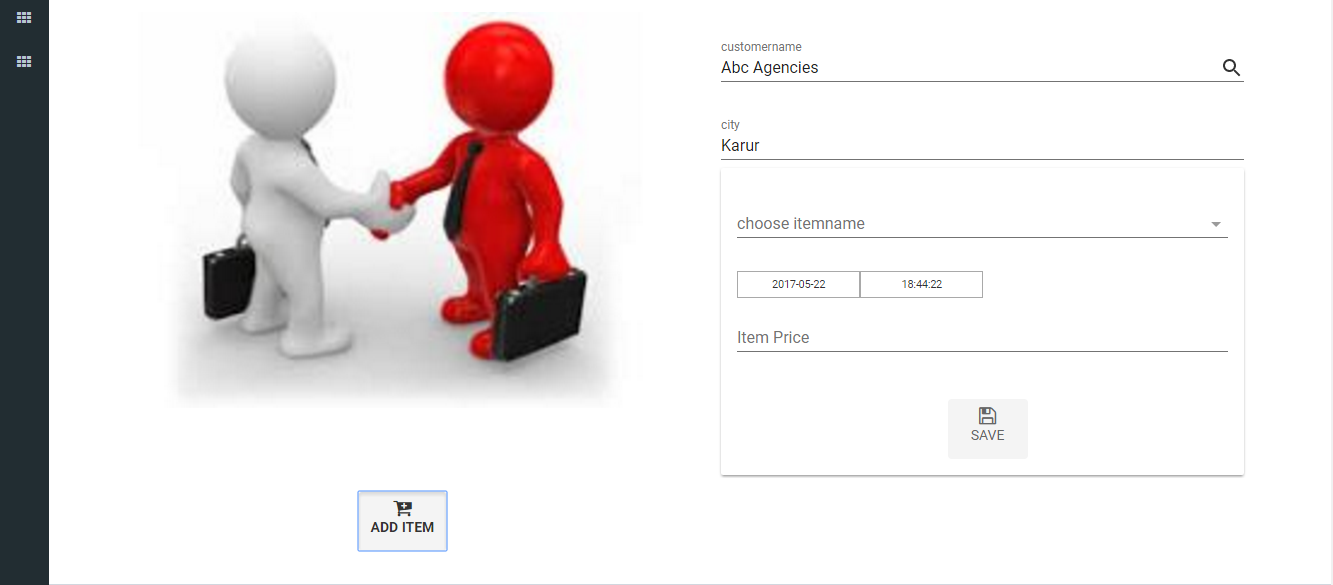 customername
Abc Agencies
city
Karur
choose itemname
2017-05-22 18:44:22
Item Price
SAVE
ADD ITEM